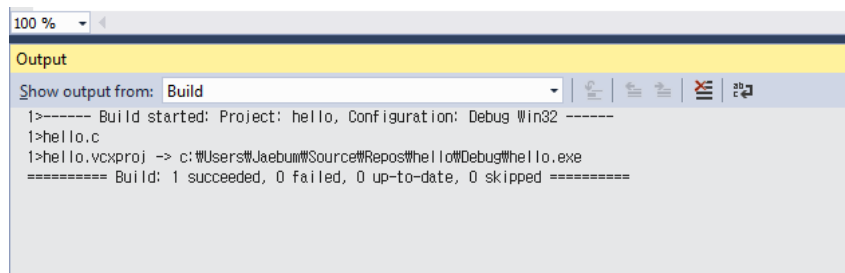 100 %
Output
Show output from: Build
1>------ Build started: Project: hello, Configuration: Debug Win32 ------
1>hello.c
1>hello.vcxproj -> c:₩Users₩Jaebum₩Source₩Repos₩hello₩Debug₩hello.exe
========== Build: 1 succeeded, 0 failed, 0 up-to-date, 0 skipped ==========